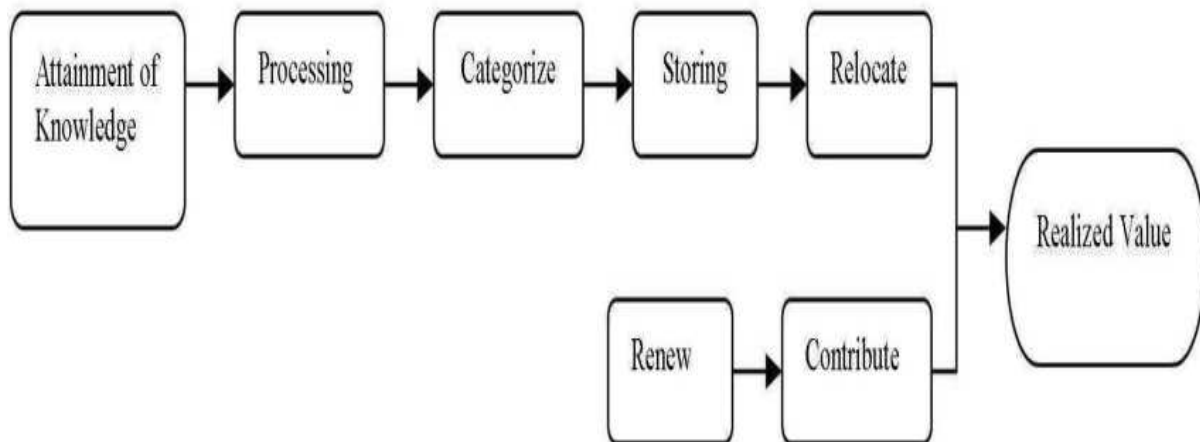 Attainment of
Knowledge
Processing
Categorize
Storing
Relocate
Realized Value
Renew
Contribute